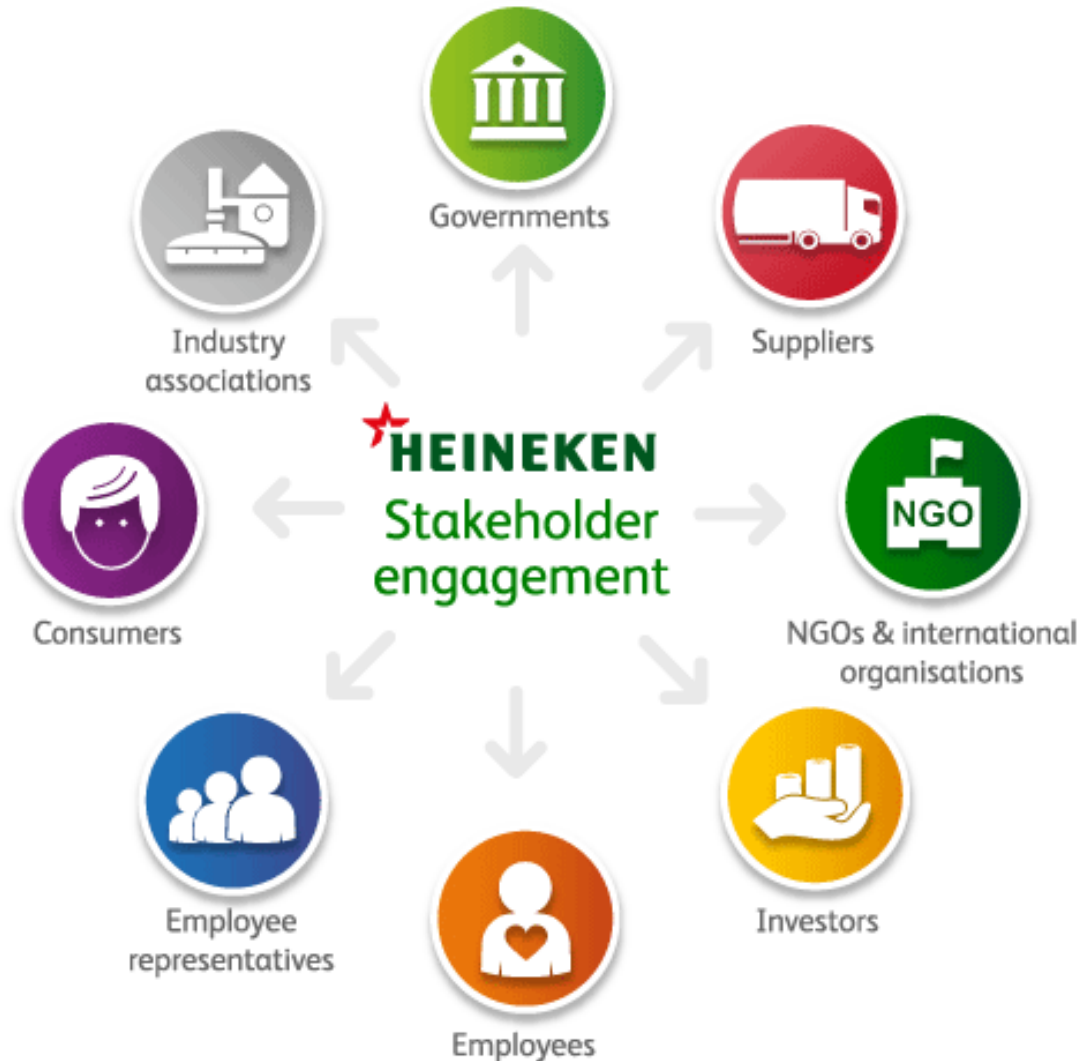 Governments
Suppliers
Industry
associations
HEINEKEN
Stakeholder
engagement
NGO
NGOs & international
organisations
Consumers
Investors
Employee
representatives
Employees